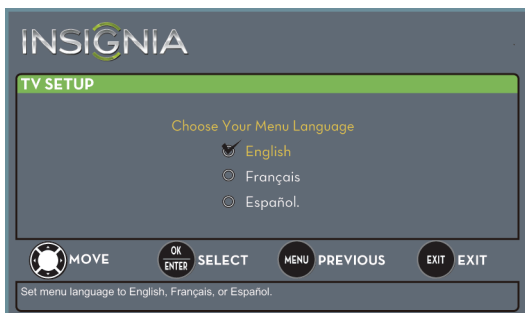 INSIGNIA
TV SETUP
Choose Your Menu Language
English
Français
Español.
MOVE OK ENTER SELECT MENU PREVIOUS EXIT EXIT
Set menu language to English, Français, or Español.